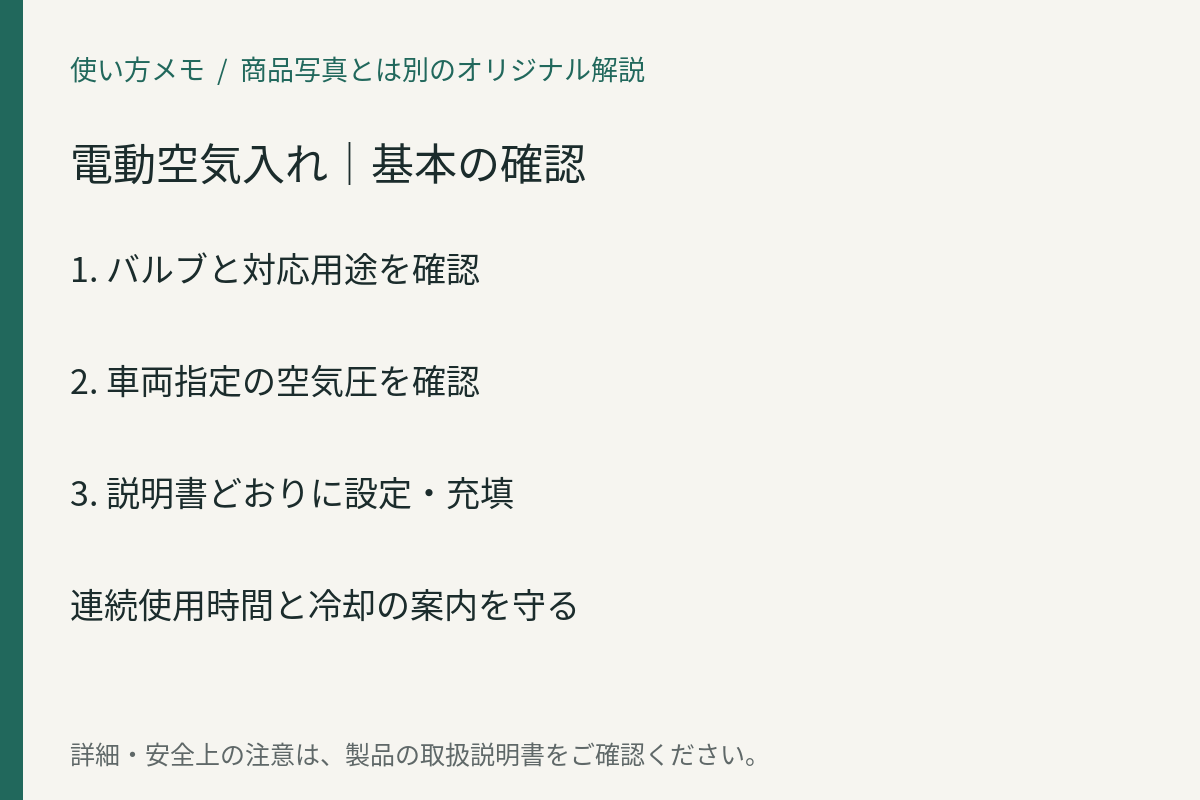 使い方メモ / 商品写真とは別のオリジナル解説
電動空気入れ｜基本の確認
1. バルブと対応用途を確認
2. 車両指定の空気圧を確認
3. 説明書どおりに設定・充填
連続使用時間と冷却の案内を守る
詳細・安全上の注意は、製品の取扱説明書をご確認ください。